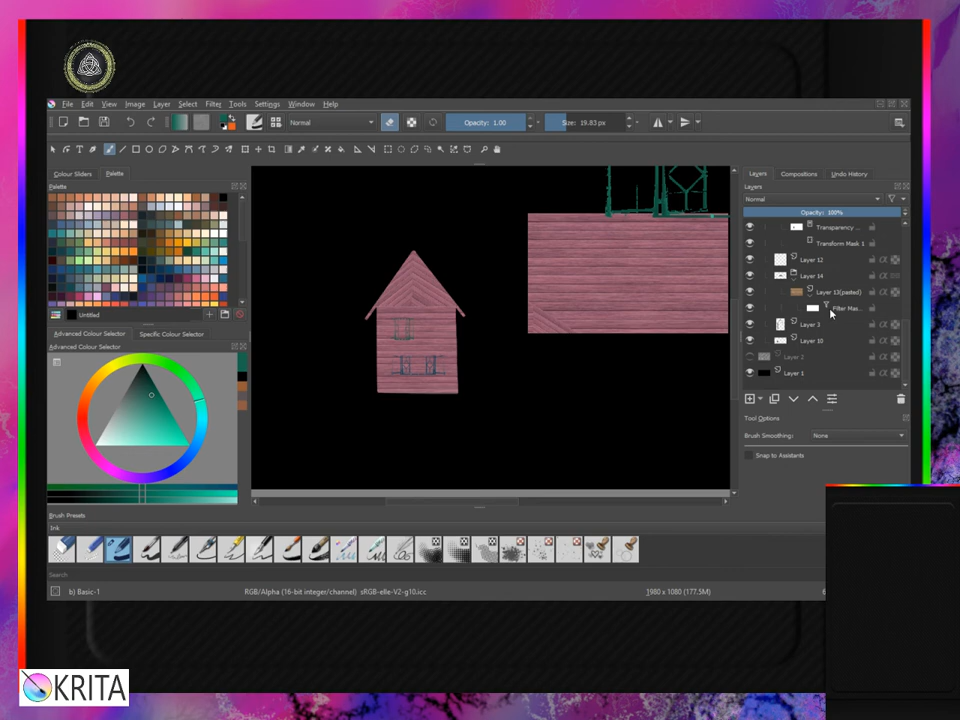 File Edit View Image Layer Select Filter Tools Settings Window Help
Normal
Opacity: 1.00
Size: 19.83 px
Colour Sliders Palette
Palette
Untitled
Advanced Colour Selector Specific Colour Selector
Advanced Colour Selector
Layers Compositions Undo History
Layers
Normal
Opacity: 100%
Transparency ...
Transform Mask 1
Layer 12
Layer 14
Layer 13(pasted)
Filter Mas...
Layer 3
Layer 10
Layer 2
Layer 1
Tool Options
Brush Smoothing: None
Snap to Assistants
Brush Presets
Ink
Search
b) Basic-1
RGB/Alpha (16-bit integer/channel) sRGB-elle-V2-g10.icc
1980 x 1080 (177.5M)
KRITA